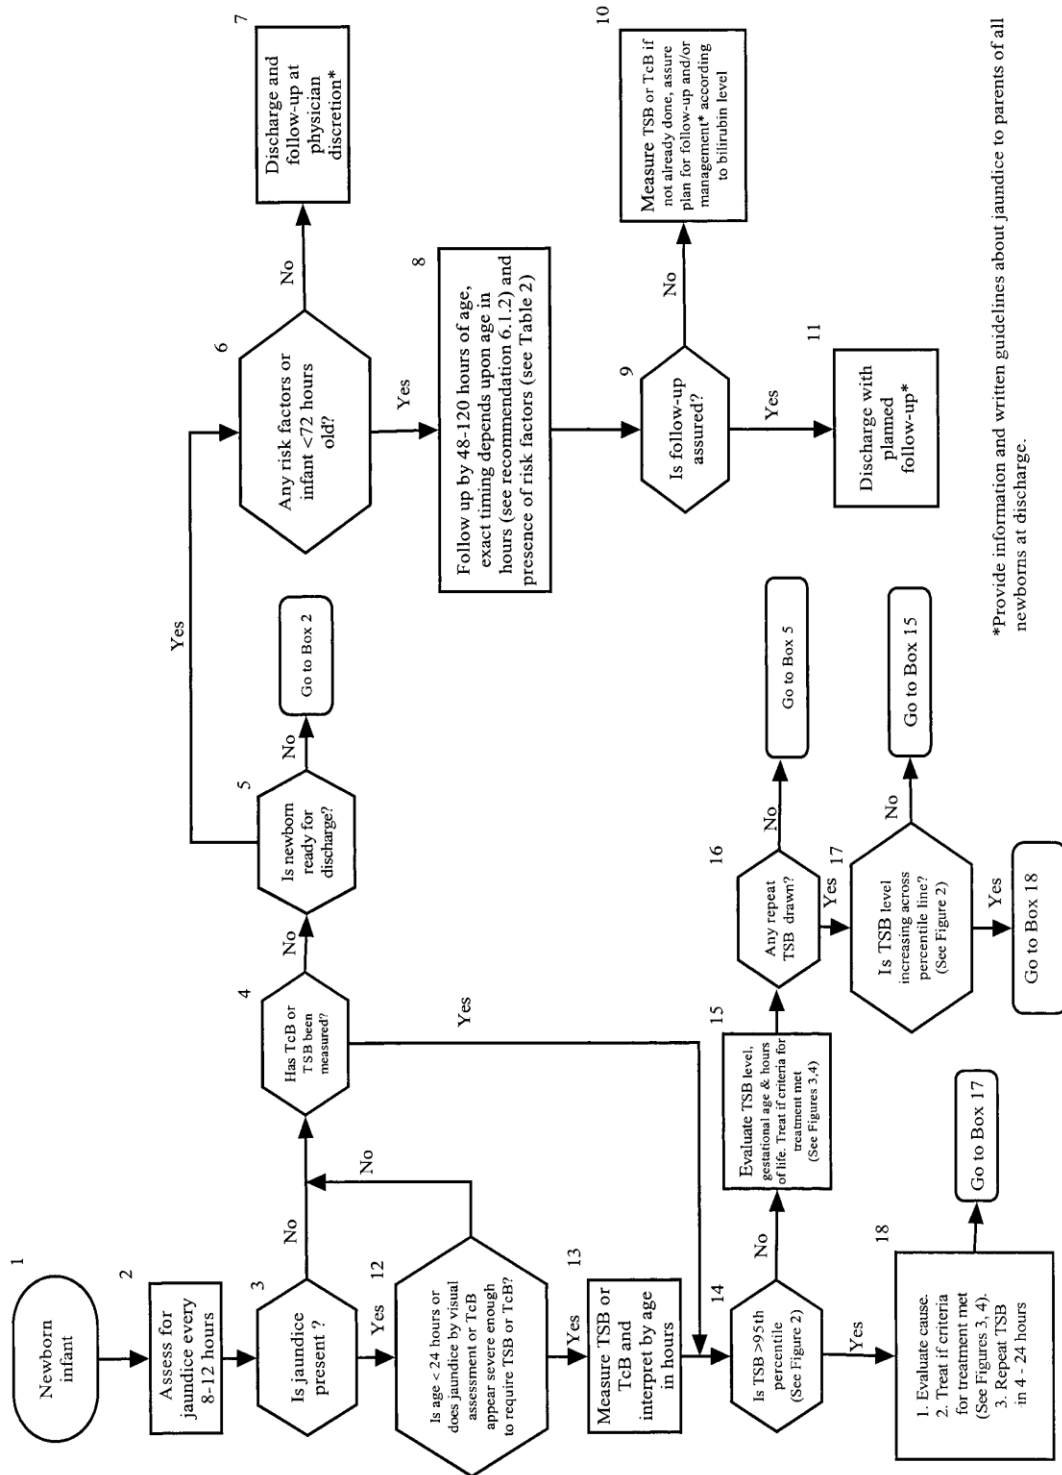 1
Newborn
infant
2
Assess for
jaundice every
8-12 hours
3
Is jaundice
present ?
No
Yes
4
Has TcB or
TSB been
measured?
No
Yes
5
Is newborn
ready for
discharge?
No
Go to Box 2
Yes
6
Any risk factors or
infant <72 hours
old?
No
7
Discharge and
follow-up at
physician
discretion*
Yes
8
Follow up by 48-120 hours of age,
exact timing depends upon age in
hours (see recommendation 6.1.2) and
presence of risk factors (see Table 2)
9
Is follow-up
assured?
No
10
Measure TSB or TcB if
not already done, assure
plan for follow-up and/or
management* according
to bilirubin level
Yes
11
Discharge with
planned
follow-up*
12
Is age < 24 hours or
does jaundice by visual
assessment or TcB
appear severe enough
to require TSB or TcB?
No
Yes
13
Measure TSB or
TcB and
interpret by age
in hours
14
Is TSB >95th
percentile
(See Figure 2)
No
15
Evaluate TSB level,
gestational age & hours
of life. Treat if criteria for
treatment met
(See Figures 3,4)
16
Any repeat
TSB drawn?
No
Go to Box 5
Yes
17
Is TSB level
increasing across
percentile line?
(See Figure 2)
No
Go to Box 15
Yes
Go to Box 18
Yes
18
1. Evaluate cause.
2. Treat if criteria
for treatment met
(See Figures 3, 4).
3. Repeat TSB
in 4 - 24 hours
Go to Box 17
*Provide information and written guidelines about jaundice to parents of all
newborns at discharge.